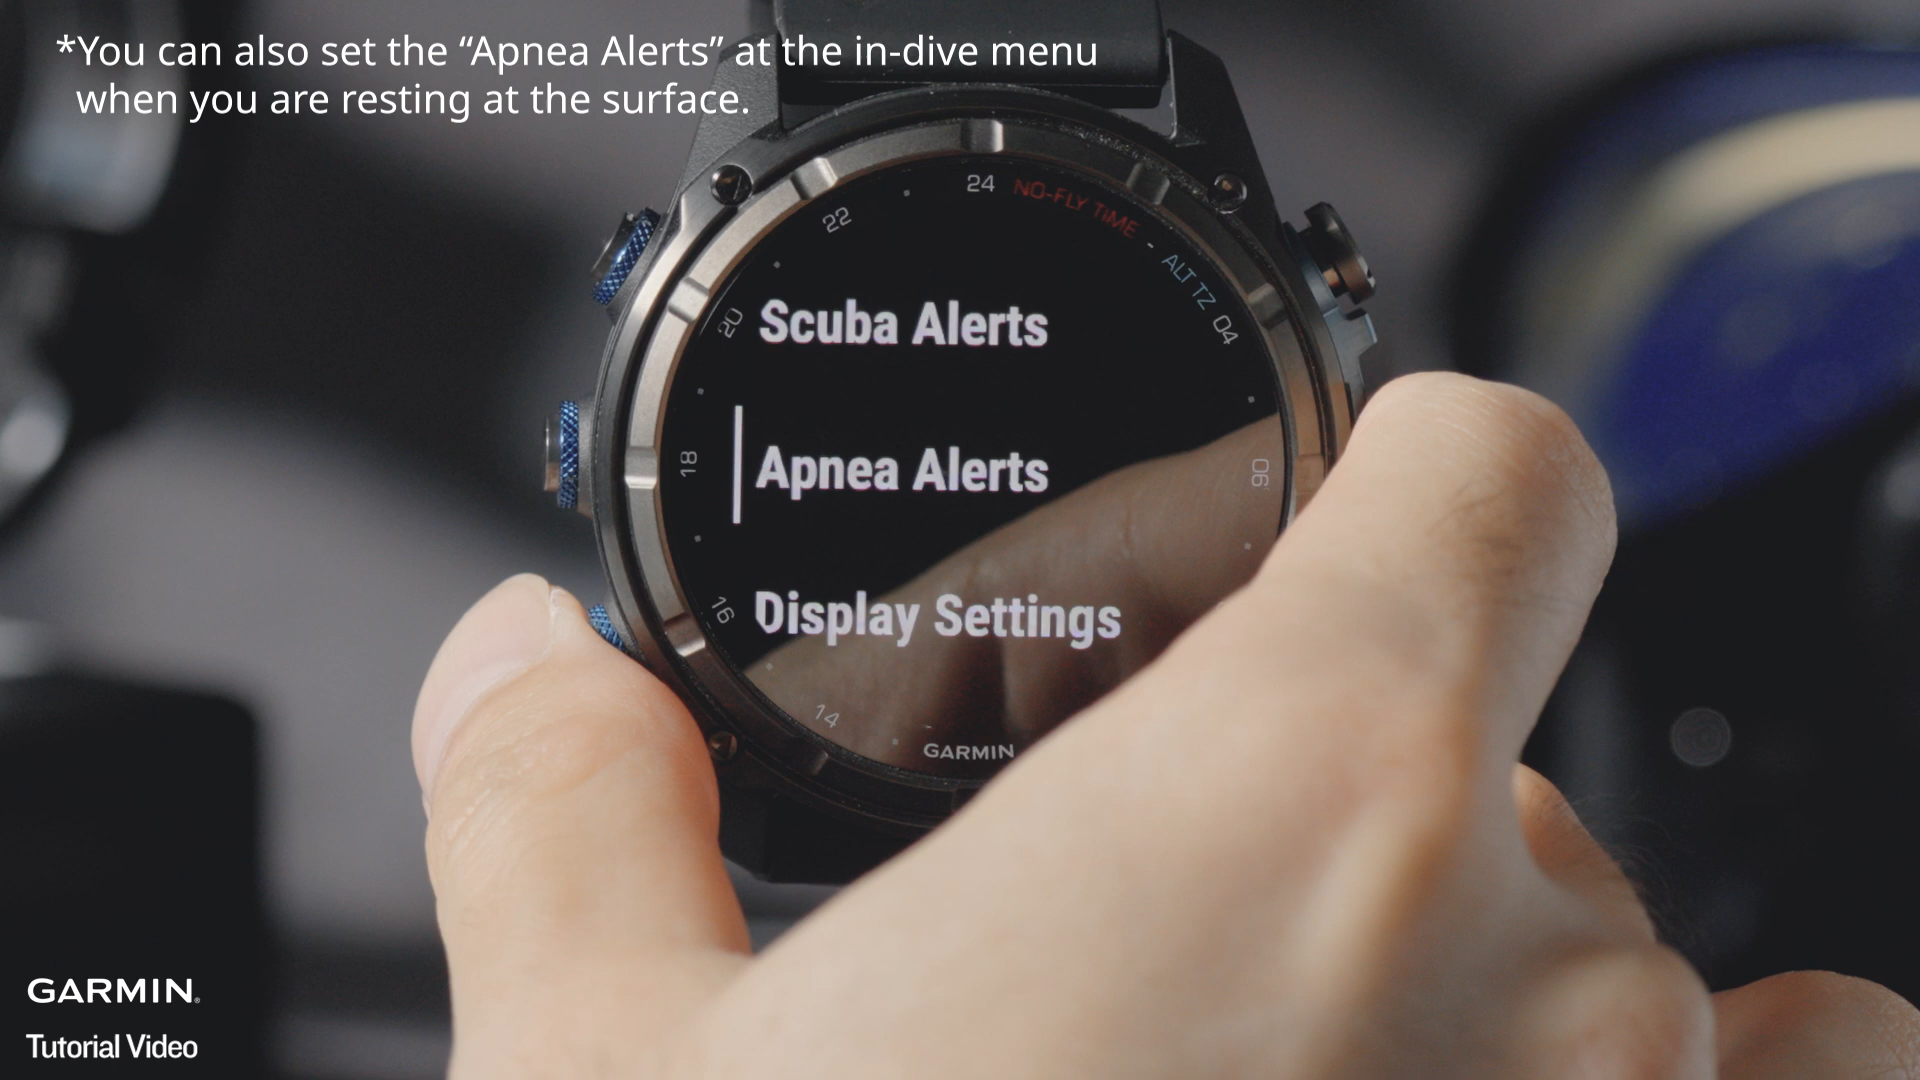 *You can also set the “Apnea Alerts” at the in-dive menu
when you are resting at the surface.
24
NO-FLY TIME
ALT TZ
22
20
04
Scuba Alerts
18
Apnea Alerts
06
16
Display Settings
14
GARMIN
GARMIN®
Tutorial Video